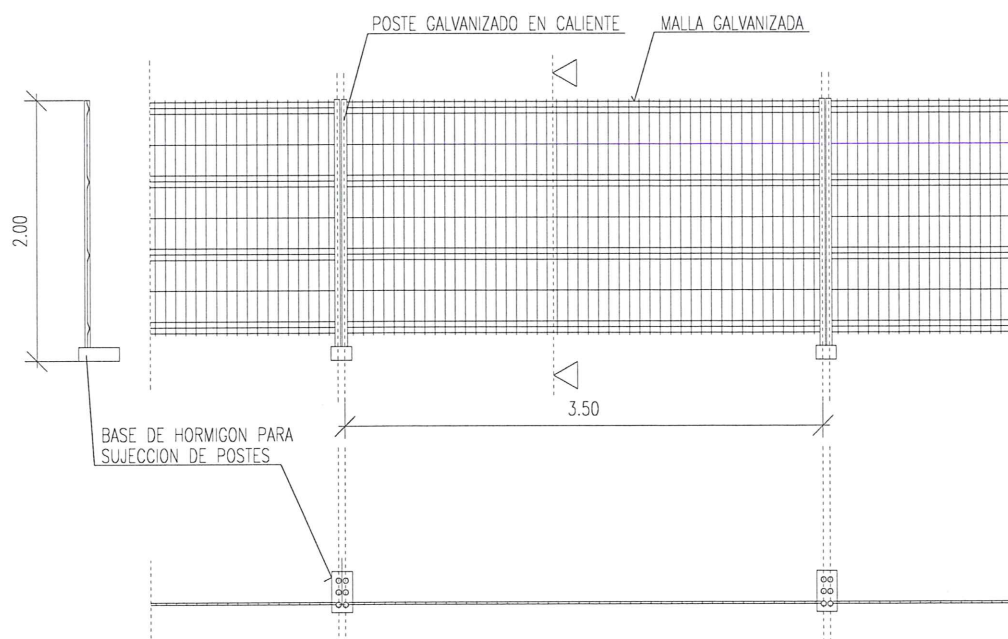 POSTE GALVANIZADO EN CALIENTE
MALLA GALVANIZADA
2.00
3.50
BASE DE HORMIGON PARA
SUJECCION DE POSTES